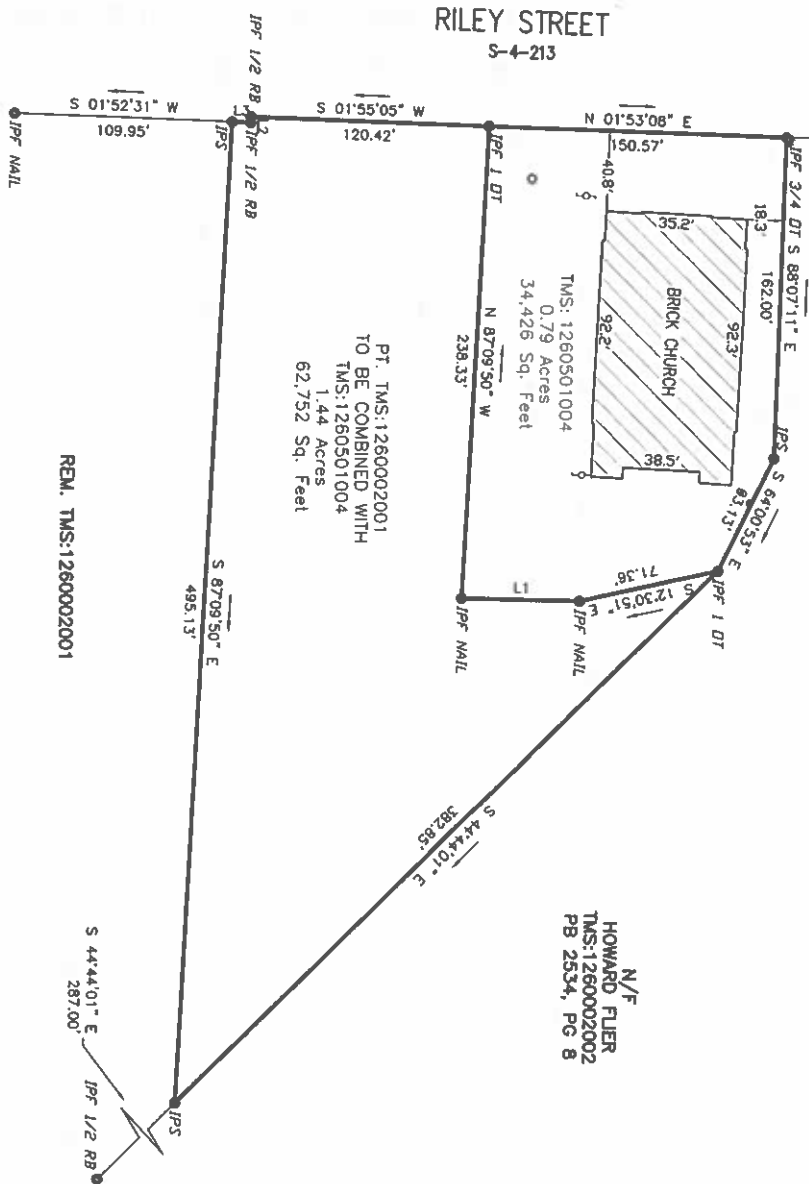 RILEY STREET
S-4-213
IPF 3/4 DT
S 88°07'11" E
162.00'
IPS
S 64°00'53" E
IPF 1 DT
N 01°53'08" E
150.57'
40.8'
18.3'
35.2'
BRICK CHURCH
92.3'
92.2'
38.5'
TMS: 1260501004
0.79 Acres
34,426 Sq. Feet
S 12°30'51" E
71.36'
IPF NAIL
L1
IPF NAIL
IPF 1 DT
N 87°09'50" W
238.33'
S 01°55'05" W
120.42'
IPF 1/2 RB
L3
IPF 1/2 RB
IPS
S 01°52'31" W
109.95'
IPF NAIL
PT. TMS:1260002001
TO BE COMBINED WITH
TMS:1260501004
1.44 Acres
62,752 Sq. Feet
S 44°44'01" E
382.85'
N/F
HOWARD FLIER
TMS:1260002002
PB 2534, PG 8
S 87°09'50" E
495.13'
REM. TMS:1260002001
IPS
S 44°44'01" E
287.00'
IPF 1/2 RB